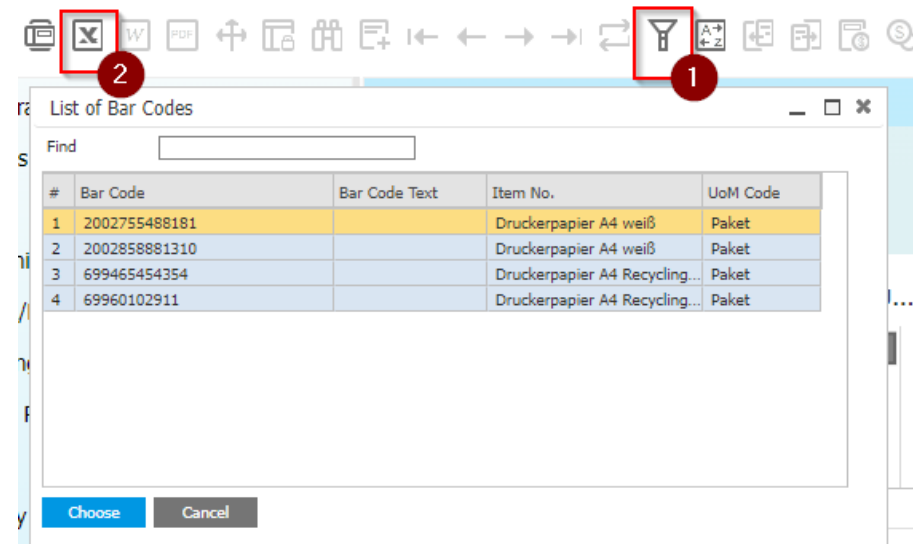 W PDF A Z S
2 1
List of Bar Codes
Find
# Bar Code Bar Code Text Item No. UoM Code
1 2002755488181 Druckerpapier A4 weiß Paket
2 2002858881310 Druckerpapier A4 weiß Paket
3 699465454354 Druckerpapier A4 Recycling... Paket
4 69960102911 Druckerpapier A4 Recycling... Paket
Choose Cancel